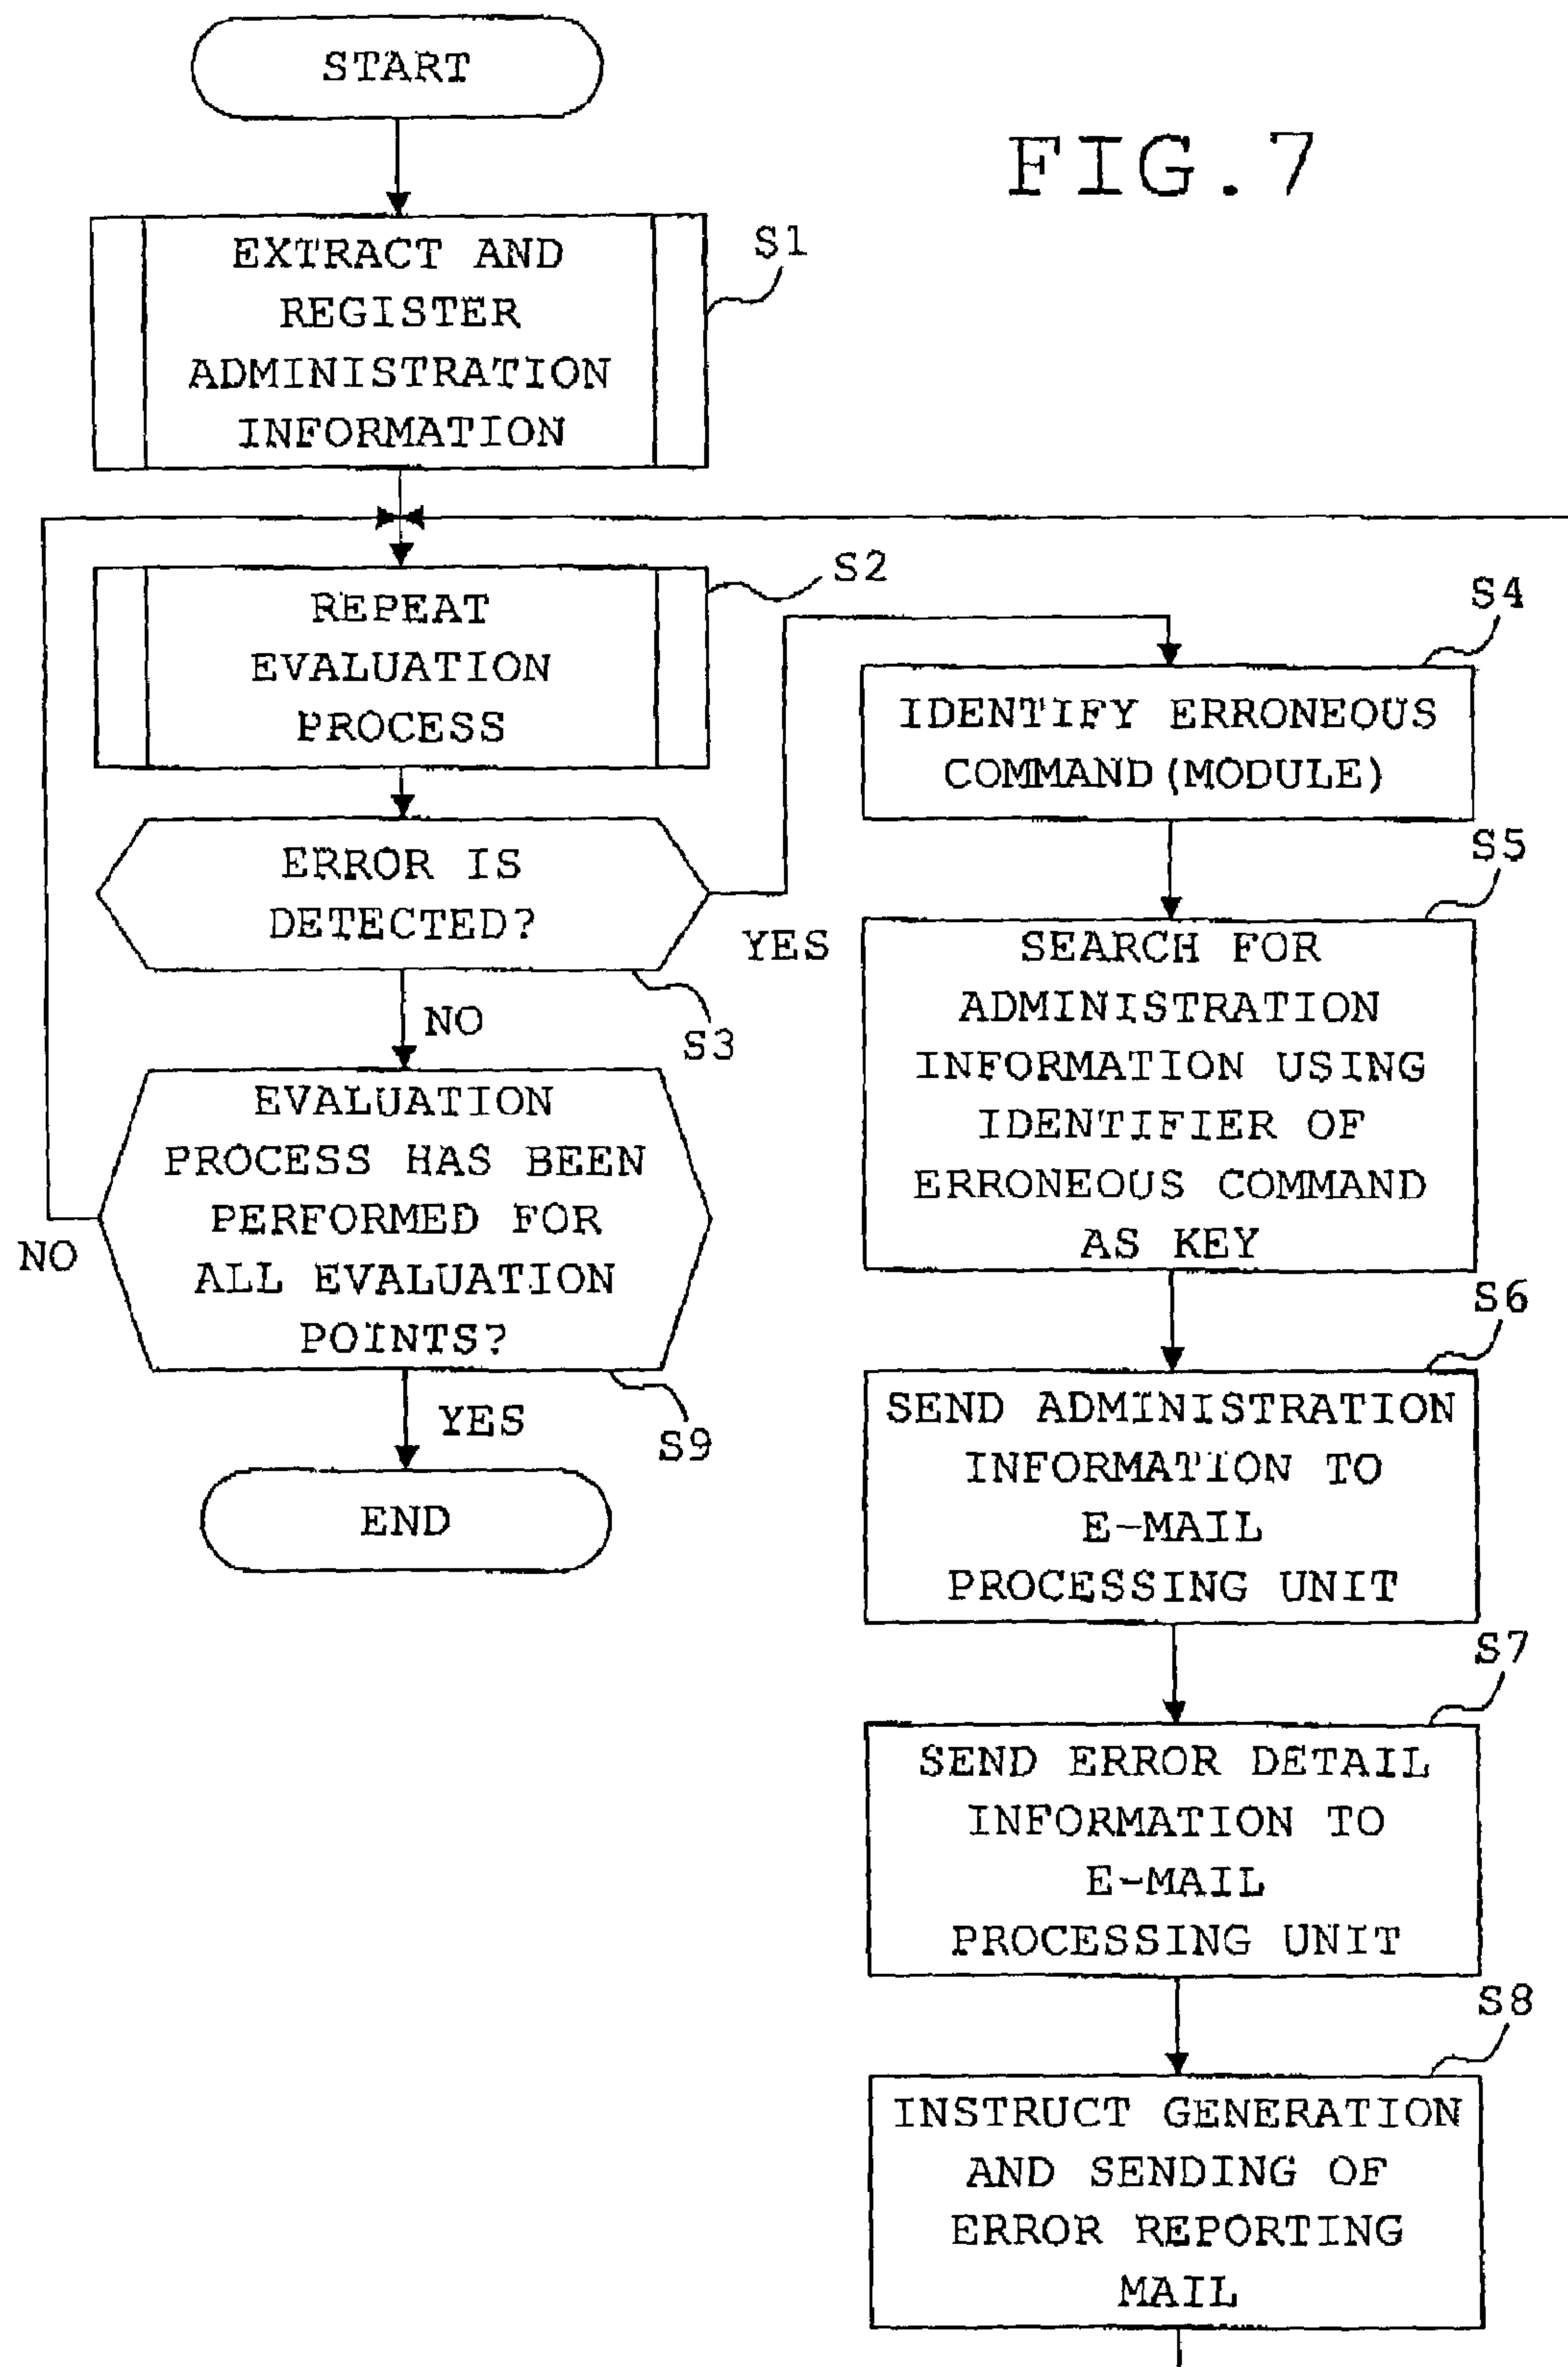 START
FIG.7
EXTRACT AND
REGISTER
ADMINISTRATION
INFORMATION
S1
REPEAT
EVALUATION
PROCESS
S2
ERROR IS
DETECTED?
YES
NO
S3
EVALUATION
PROCESS HAS BEEN
PERFORMED FOR
ALL EVALUATION
POINTS?
NO
YES
S9
END
S4
IDENTIFY ERRONEOUS
COMMAND(MODULE)
S5
SEARCH FOR
ADMINISTRATION
INFORMATION USING
IDENTIFIER OF
ERRONEOUS COMMAND
AS KEY
S6
SEND ADMINISTRATION
INFORMATION TO
E-MAIL
PROCESSING UNIT
S7
SEND ERROR DETAIL
INFORMATION TO
E-MAIL
PROCESSING UNIT
S8
INSTRUCT GENERATION
AND SENDING OF
ERROR REPORTING
MAIL